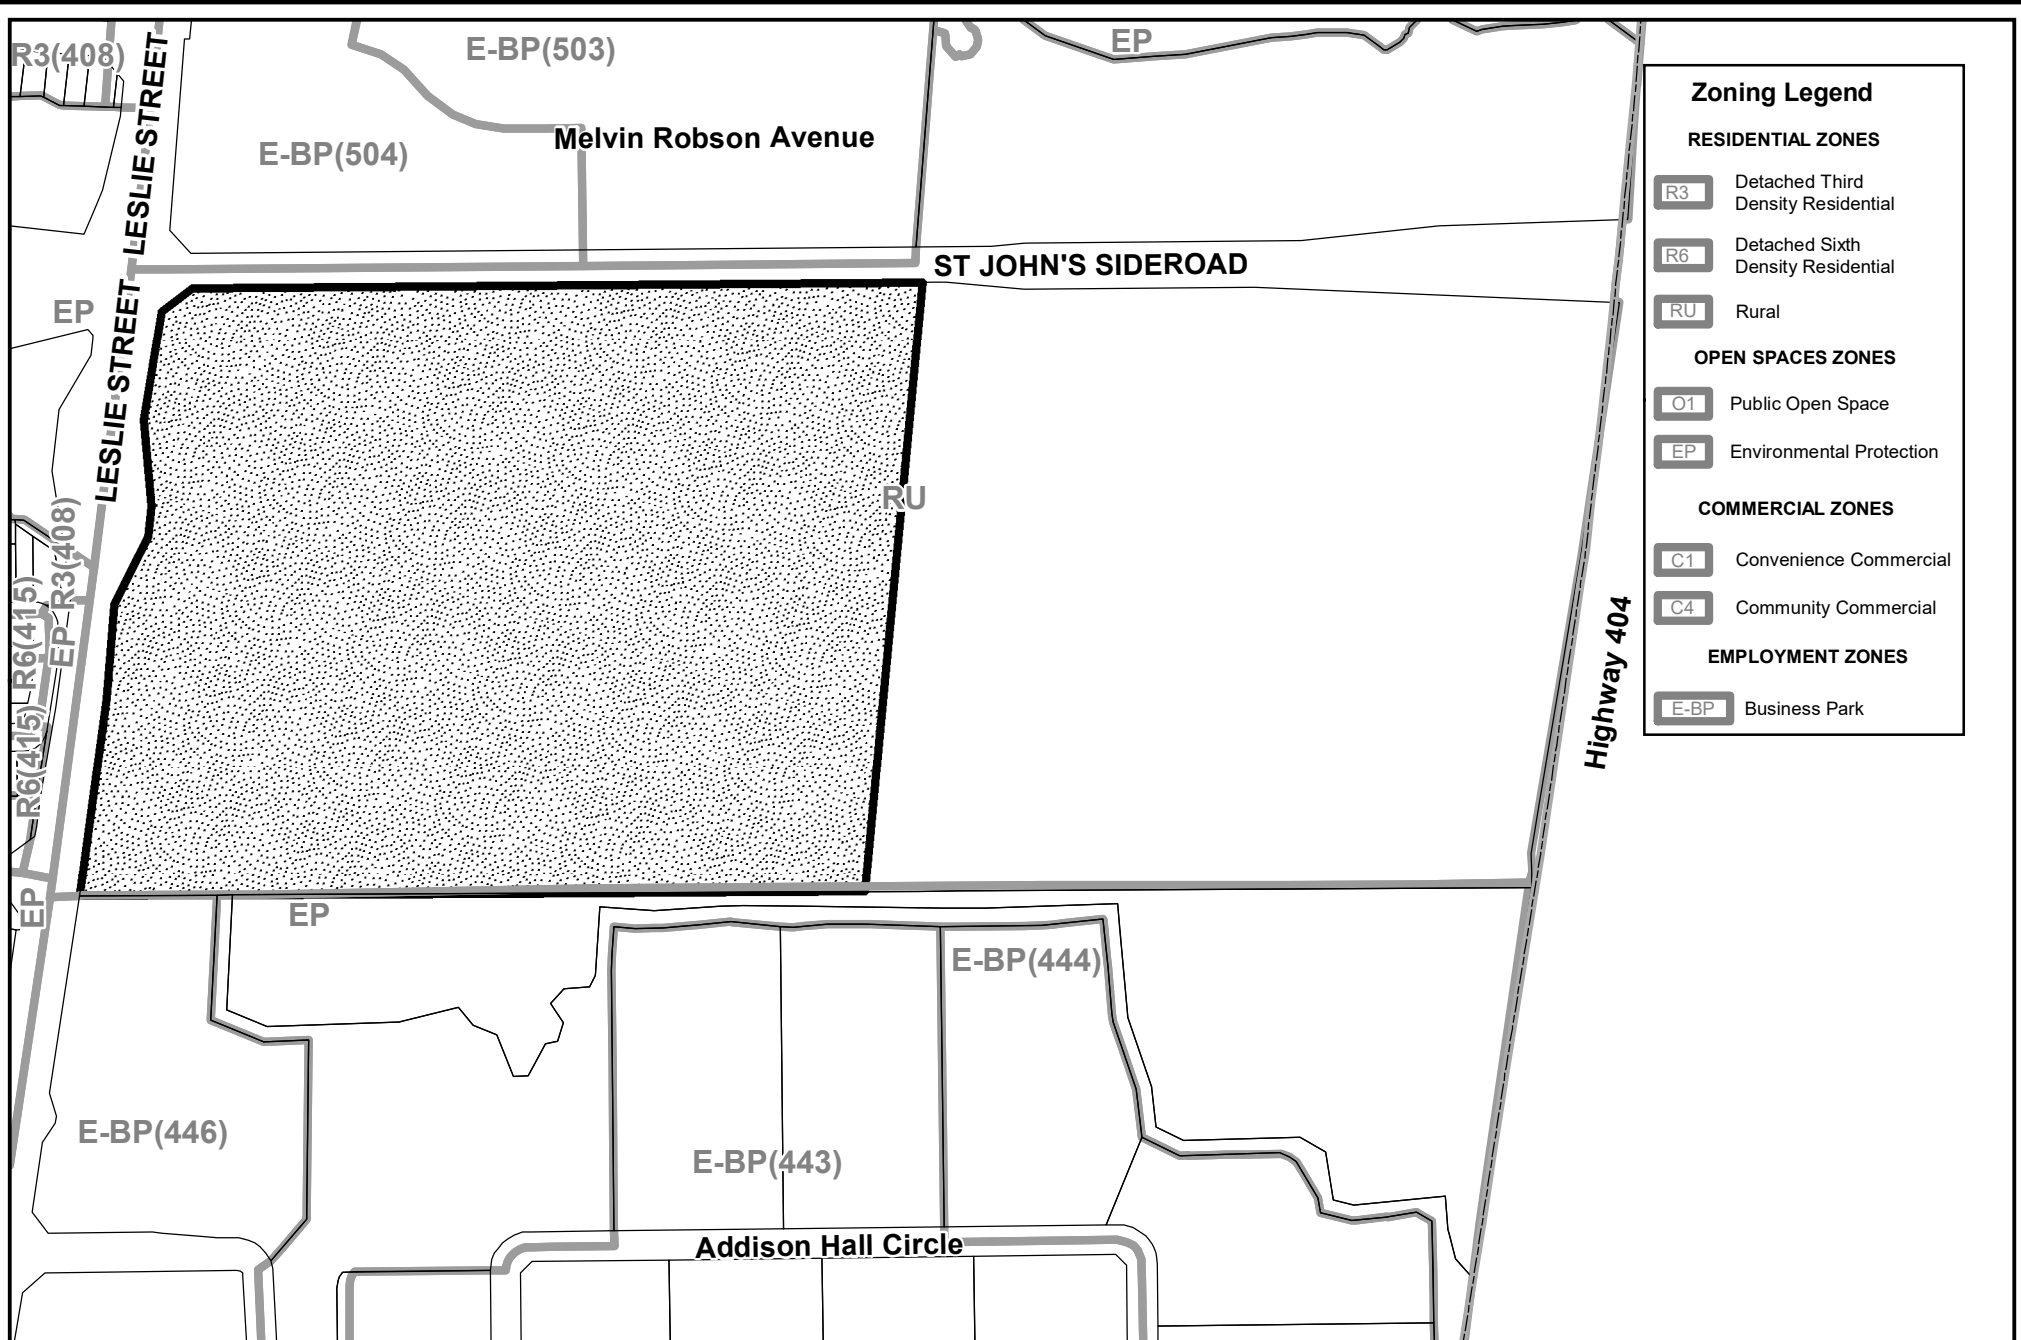 R3(408)
E-BP(503)
EP
LESLIE STREET
LESLIE STREET
LESLIE STREET
E-BP(504)
Melvin Robson Avenue
ST JOHN'S SIDEROAD
EP
RU
R3(408)
R6(415)
EP
R6(415)
EP
EP
E-BP(444)
E-BP(446)
E-BP(443)
Addison Hall Circle
Highway 404
Zoning Legend
RESIDENTIAL ZONES
R3 Detached Third
Density Residential
R6 Detached Sixth
Density Residential
RU Rural
OPEN SPACES ZONES
O1 Public Open Space
EP Environmental Protection
COMMERCIAL ZONES
C1 Convenience Commercial
C4 Community Commercial
EMPLOYMENT ZONES
E-BP Business Park